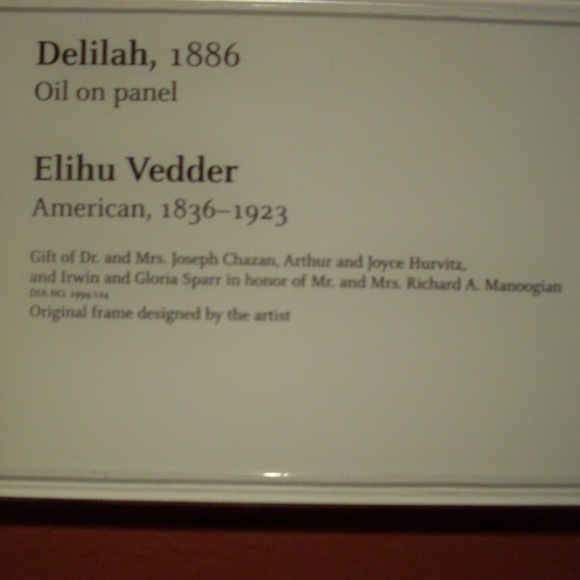 Delilah, 1886
Oil on panel
Elihu Vedder
American, 1836–1923
Gift of Dr. and Mrs. Joseph Chazan, Arthur and Joyce Hurvitz,
and Irwin and Gloria Sparr in honor of Mr. and Mrs. Richard A. Manoogian
DIA NO.
Original frame designed by the artist